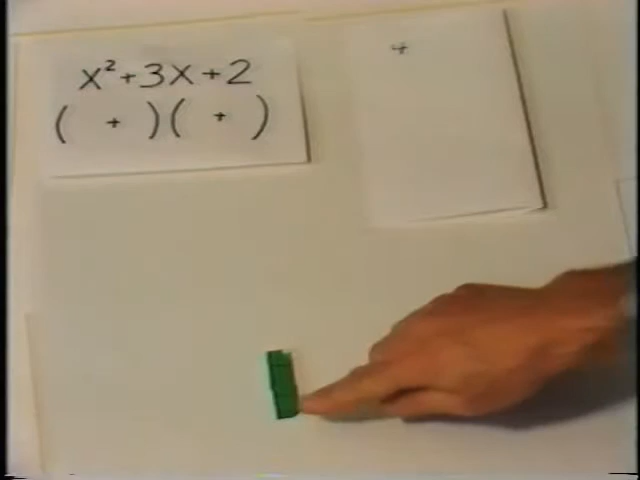 x²+3x+2
( + )( + )
+